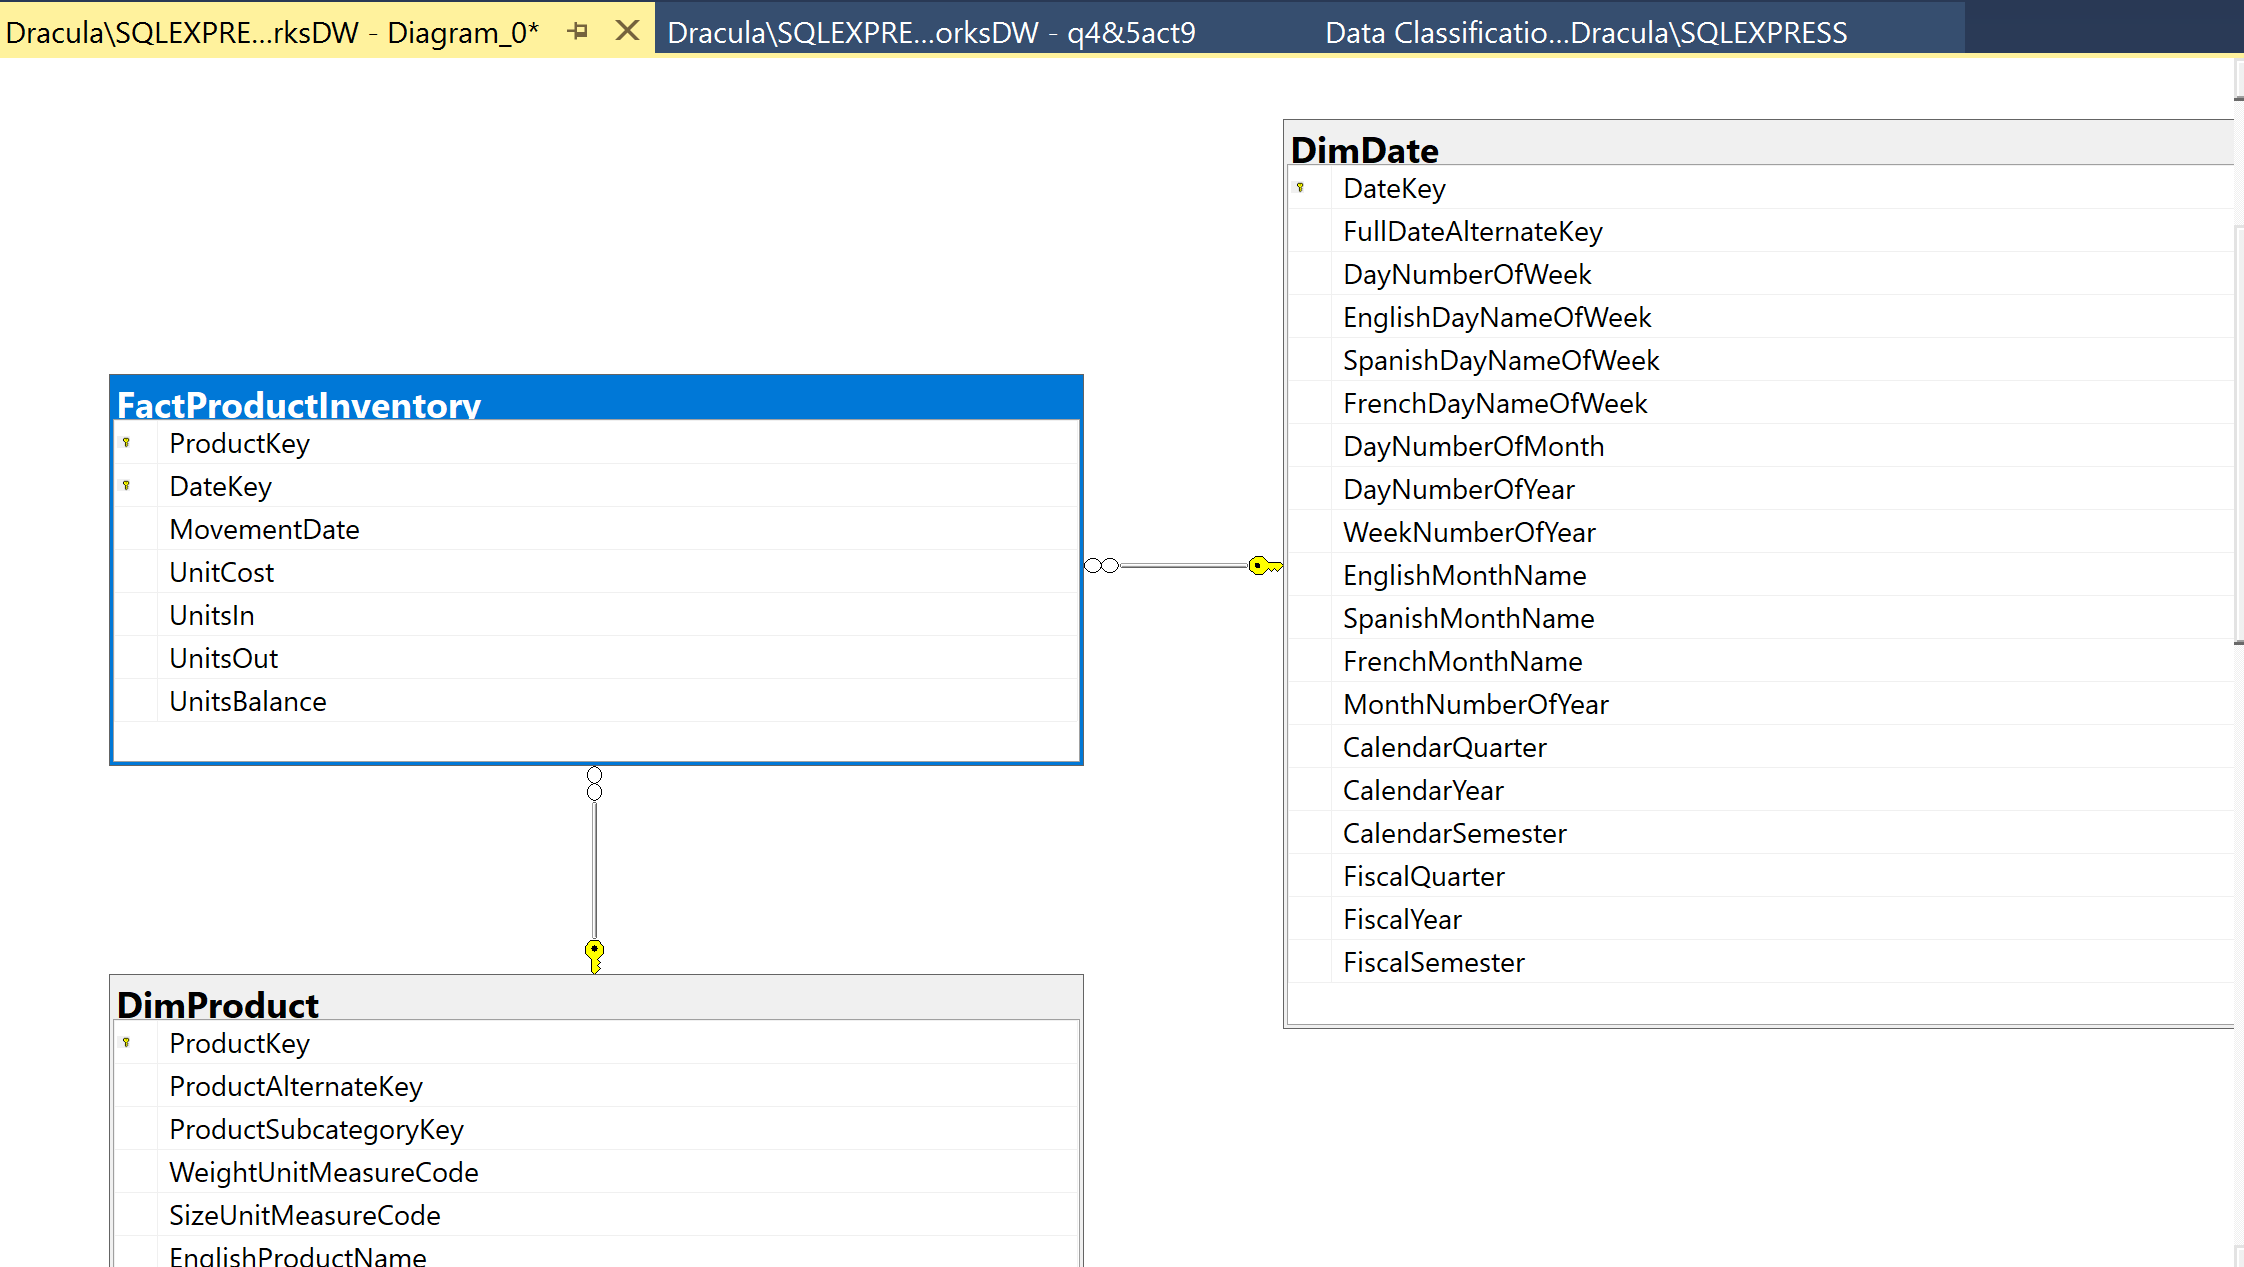 Dracula\SQLEXPRE...rksDW - Diagram_0*
Dracula\SQLEXPRE...orksDW - q4&5act9
Data Classificatio...Dracula\SQLEXPRESS
DimDate
DateKey
FullDateAlternateKey
DayNumberOfWeek
EnglishDayNameOfWeek
SpanishDayNameOfWeek
FrenchDayNameOfWeek
DayNumberOfMonth
DayNumberOfYear
WeekNumberOfYear
EnglishMonthName
SpanishMonthName
FrenchMonthName
MonthNumberOfYear
CalendarQuarter
CalendarYear
CalendarSemester
FiscalQuarter
FiscalYear
FiscalSemester
FactProductInventory
ProductKey
DateKey
MovementDate
UnitCost
UnitsIn
UnitsOut
UnitsBalance
DimProduct
ProductKey
ProductAlternateKey
ProductSubcategoryKey
WeightUnitMeasureCode
SizeUnitMeasureCode
EnglishProductName